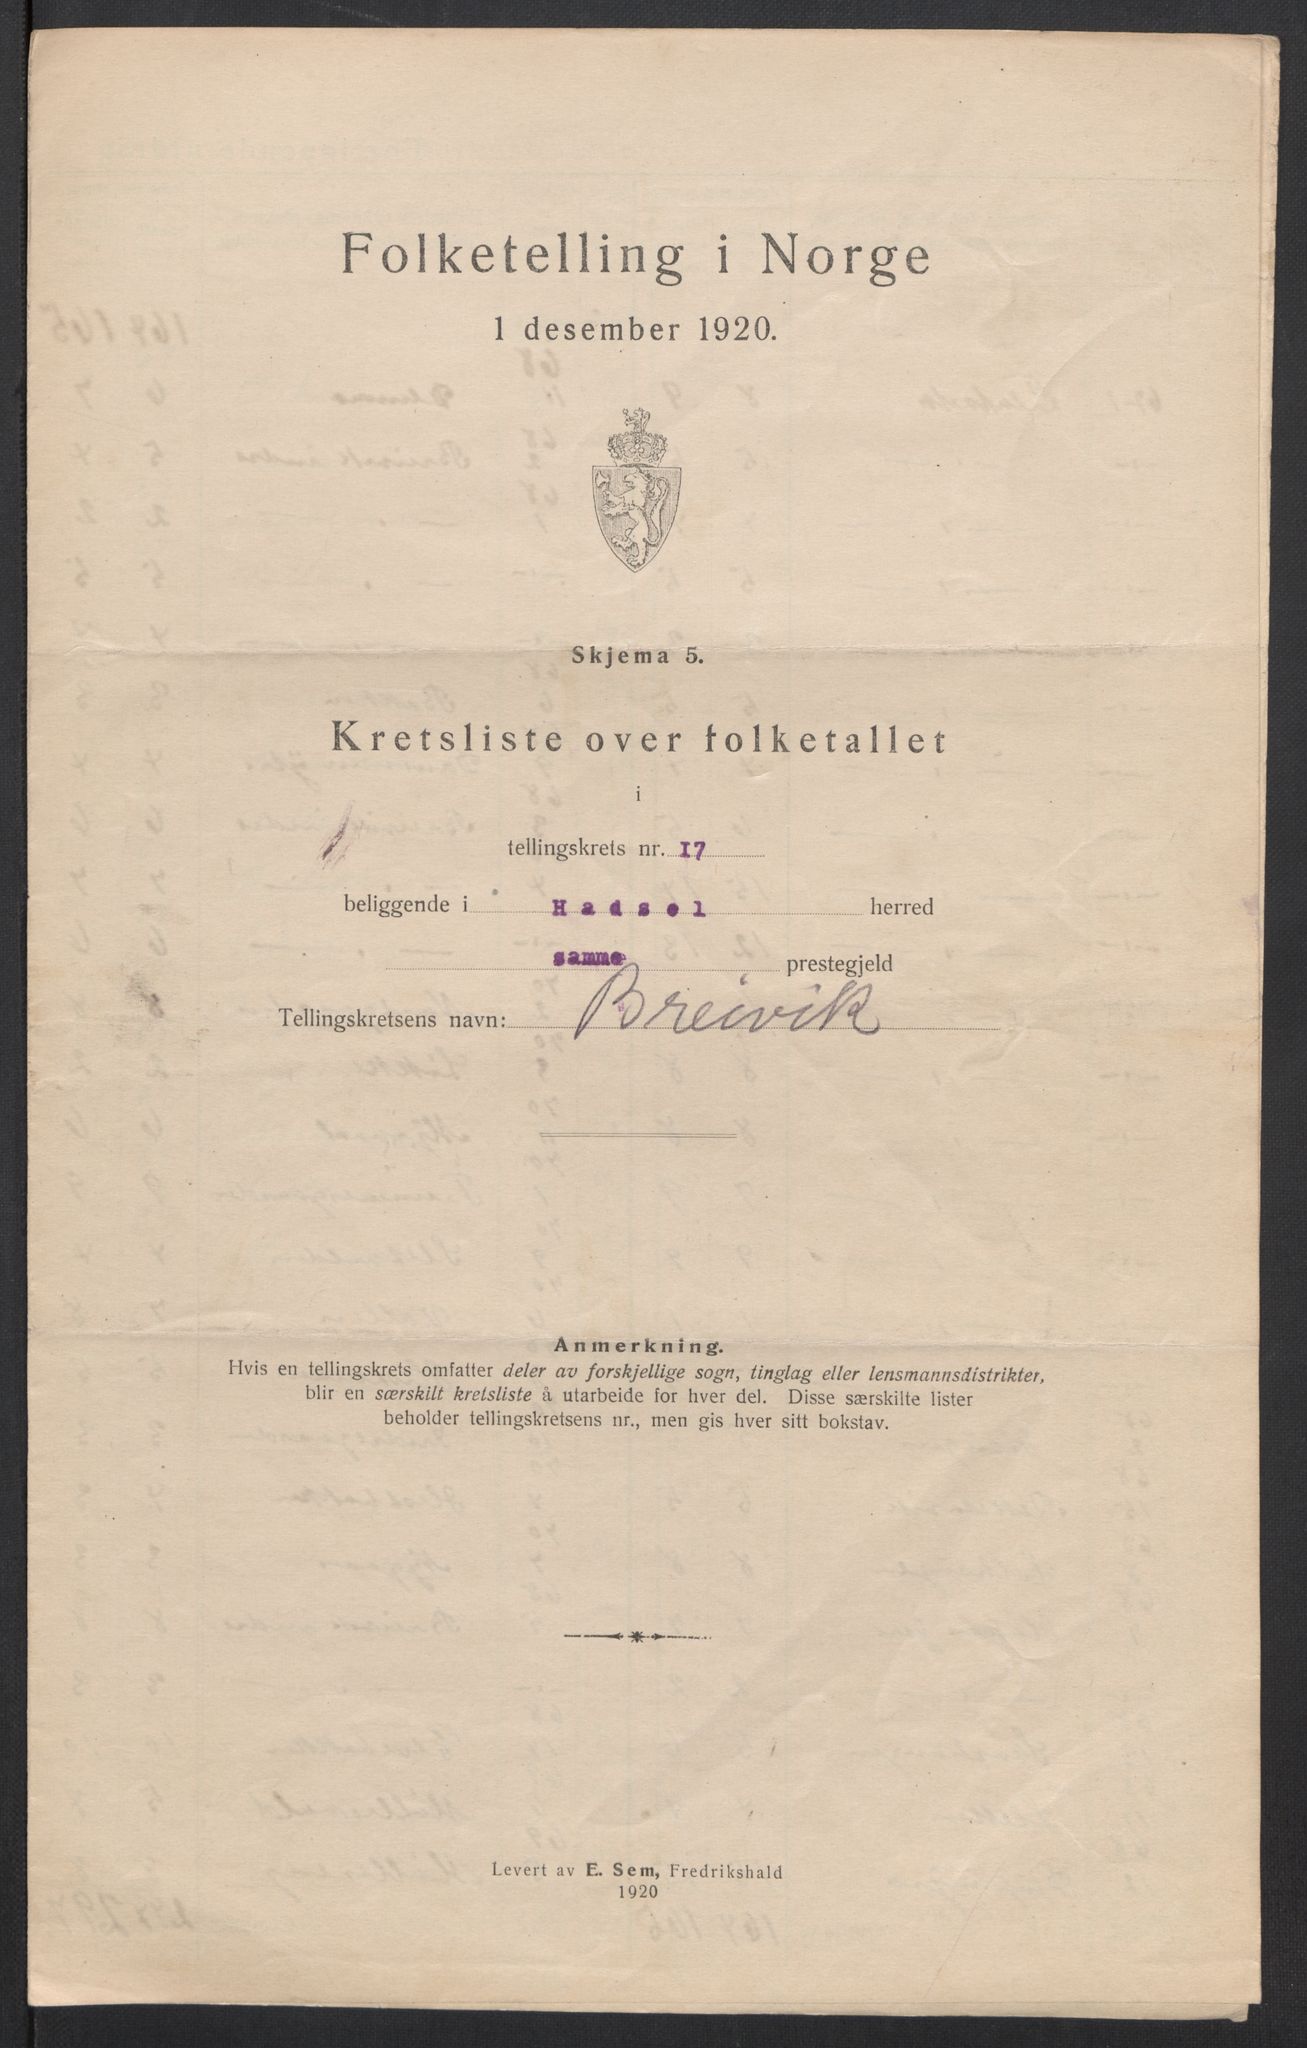 Folketelling i Norge
1 desember 1920.
Skjema 5.
Kretsliste over folketallet
i
tellingskrets nr. 17
beliggende i Hadsel herred
samme prestegjeld
Tellingskretsens navn: Breivik
Anmerkning.
Hvis en tellingskrets omfatter deler av forskjellige sogn, tinglag eller lensmannsdistrikter,
blir en særskilt kretsliste å utarbeide for hver del. Disse særskilte lister
beholder tellingskretsens nr., men gis hver sitt bokstav.
Levert av E. Sem, Fredrikshald
1920